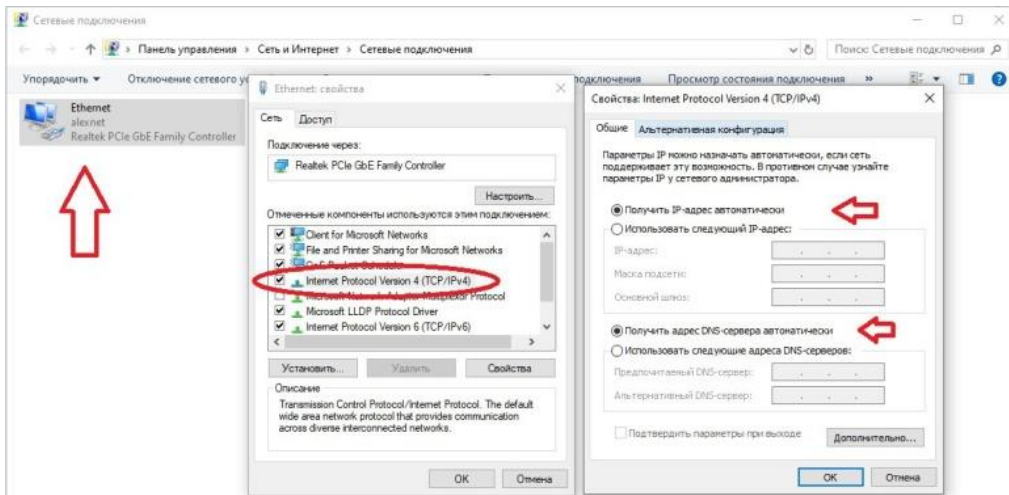 Сетевые подключения
Панель управления › Сеть и Интернет › Сетевые подключения
Поиск: Сетевые подключения
Упорядочить
Отключение сетевого ус
подключения
Просмотр состояния подключения
»
Ethernet
alexnet
Realtek PCIe GbE Family Controller
Ethernet: свойства
Сеть
Доступ
Подключение через:
Realtek PCIe GbE Family Controller
Настроить...
Отмеченные компоненты используются этим подключением:
Client for Microsoft Networks
File and Printer Sharing for Microsoft Networks
QoS Packet Scheduler
Internet Protocol Version 4 (TCP/IPv4)
Microsoft Network Adapter Multiplexor Protocol
Microsoft LLDP Protocol Driver
Internet Protocol Version 6 (TCP/IPv6)
Установить...
Удалить
Свойства
Описание
Transmission Control Protocol/Internet Protocol. The default
wide area network protocol that provides communication
across diverse interconnected networks.
OK
Отмена
Свойства: Internet Protocol Version 4 (TCP/IPv4)
Общие
Альтернативная конфигурация
Параметры IP можно назначать автоматически, если сеть
поддерживает эту возможность. В противном случае узнайте
параметры IP у сетевого администратора.
Получить IP-адрес автоматически
Использовать следующий IP-адрес:
IP-адрес:
Маска подсети:
Основной шлюз:
Получить адрес DNS-сервера автоматически
Использовать следующие адреса DNS-серверов:
Предпочитаемый DNS-сервер:
Альтернативный DNS-сервер:
Подтвердить параметры при выходе
Дополнительно...
OK
Отмена